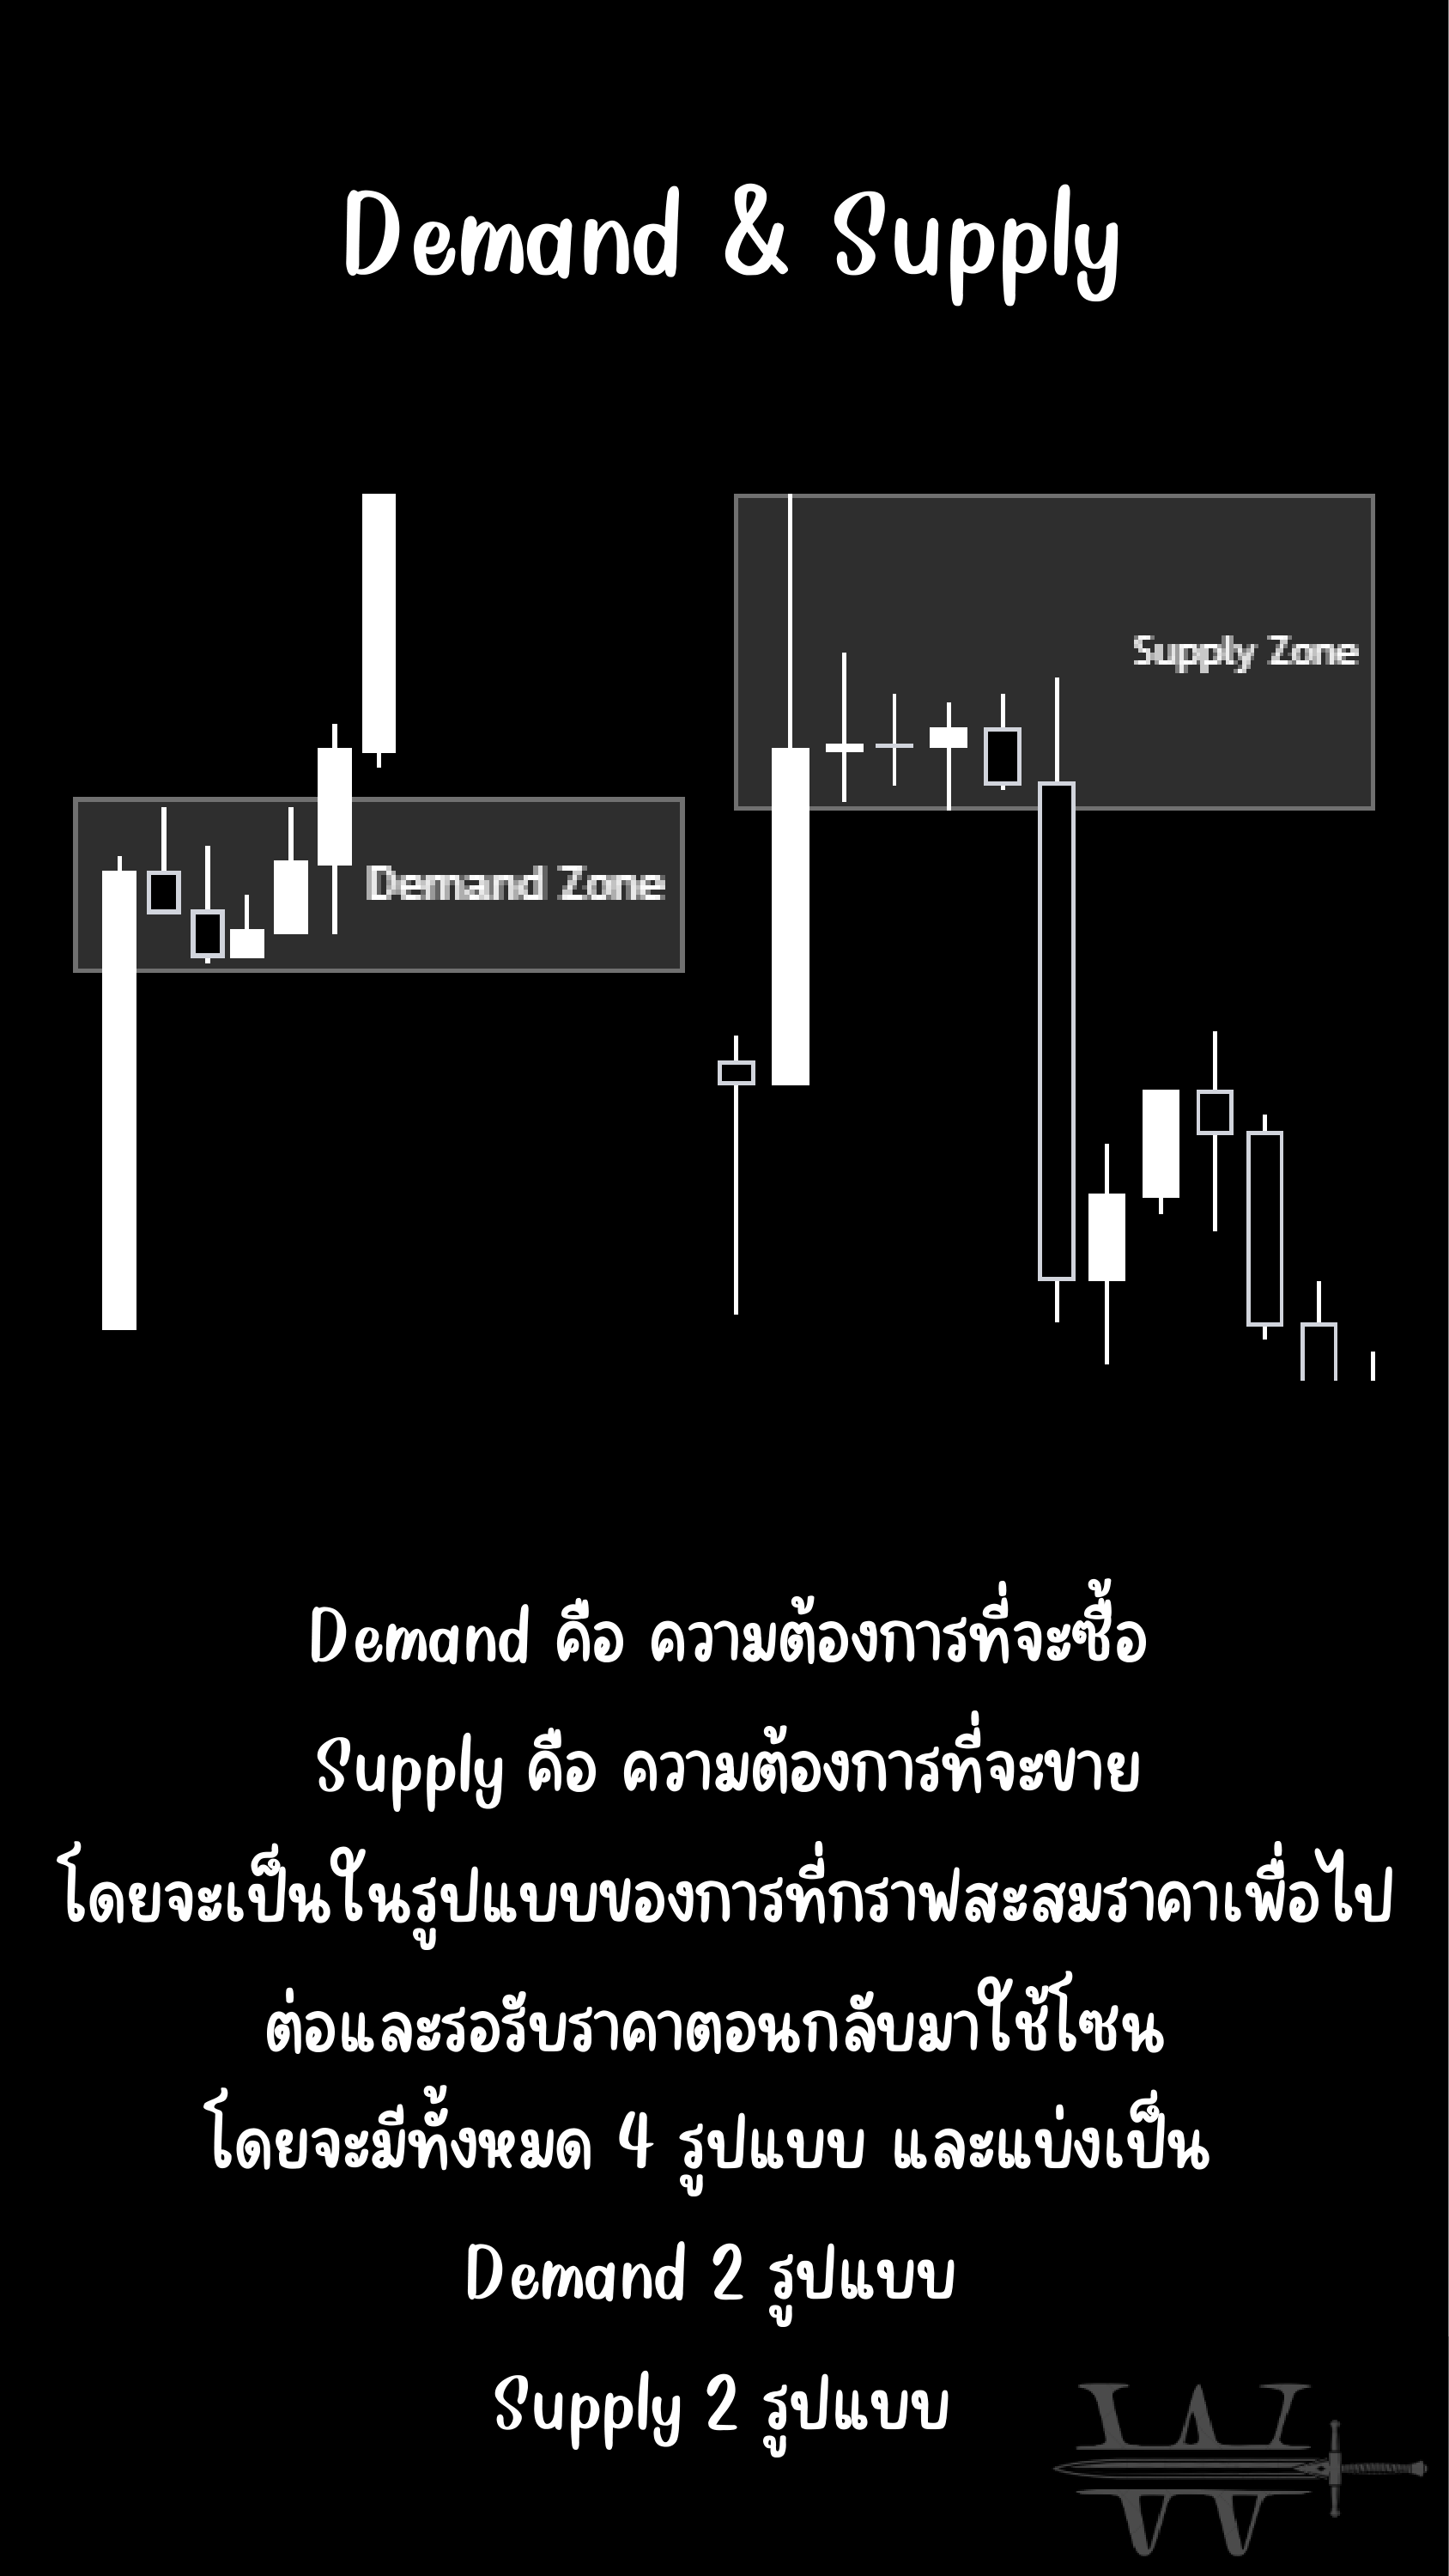 Demand & Supply
Supply Zone
Demand Zone
Demand คือ ความต้องการที่จะซื้อ
Supply คือ ความต้องการที่จะขาย
โดยจะเป็นในรูปแบบของการที่กราฟสะสมราคาเพื่อไป
ต่อและรอรับราคาตอนกลับมาใช้โซน
โดยจะมีทั้งหมด 4 รูปแบบ และแบ่งเป็น
Demand 2 รูปแบบ
Supply 2 รูปแบบ
W